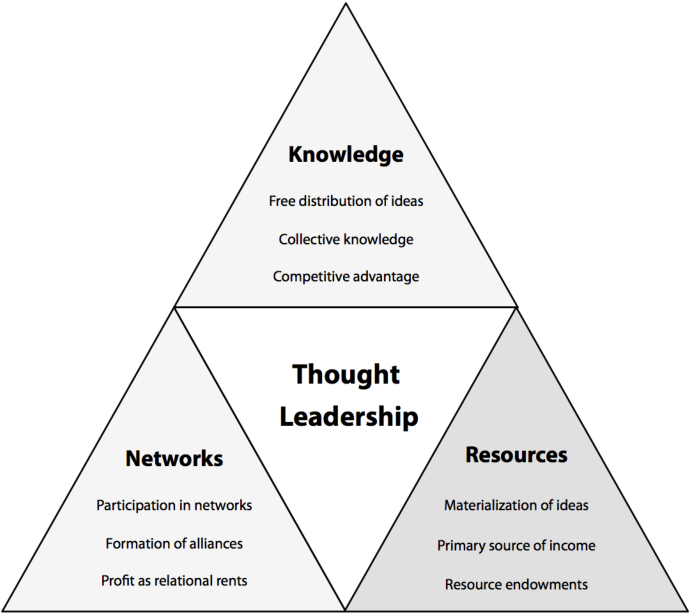 Knowledge
Free distribution of ideas
Collective knowledge
Competitive advantage
Thought
Leadership
Networks
Participation in networks
Formation of alliances
Profit as relational rents
Resources
Materialization of ideas
Primary source of income
Resource endowments